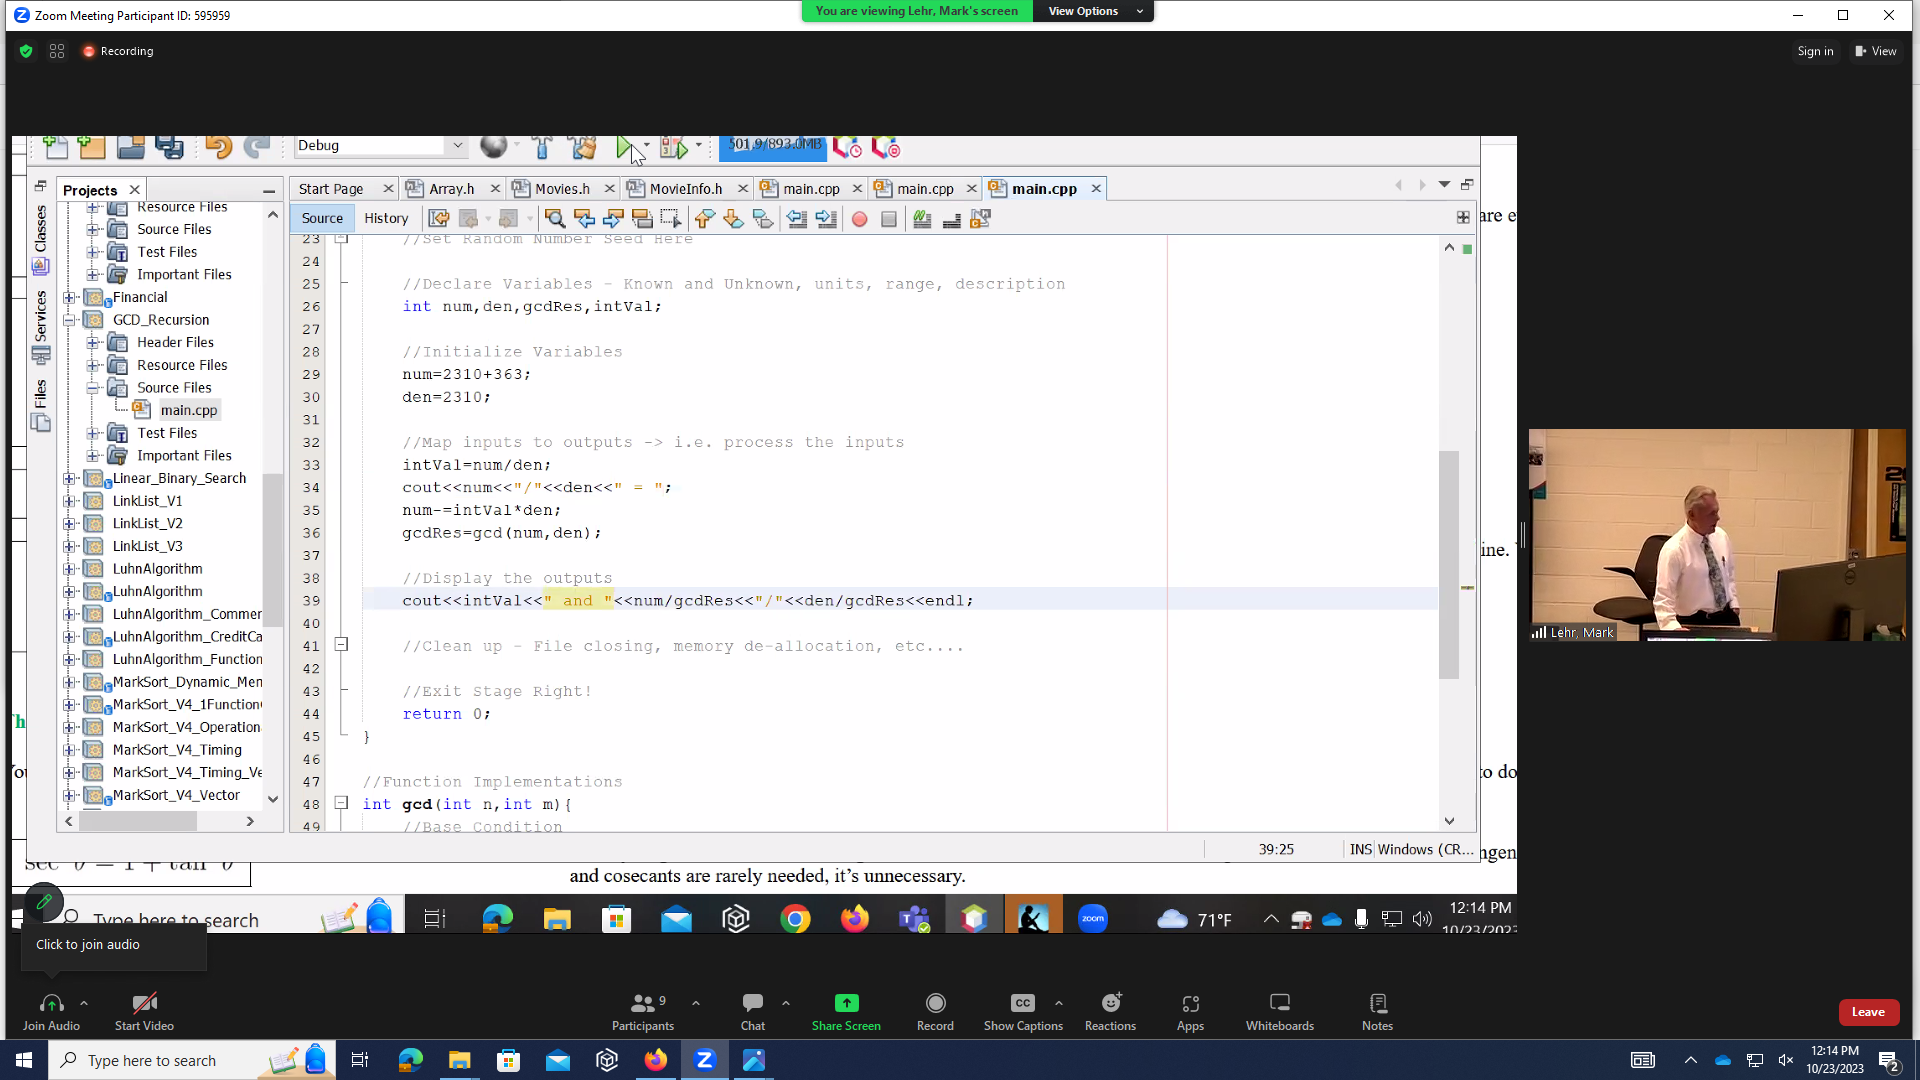 Zoom Meeting Participant ID: 595959
You are viewing Lehr, Mark's screen
View Options
Recording
Sign in
View
Debug
501.9/893.0MB
Projects
Start Page
Array.h
Movies.h
MovieInfo.h
main.cpp
main.cpp
main.cpp
Source
History
Classes
Services
Files
Resource Files
Source Files
Test Files
Important Files
Financial
GCD_Recursion
Header Files
Resource Files
Source Files
main.cpp
Test Files
Important Files
Linear_Binary_Search
LinkList_V1
LinkList_V2
LinkList_V3
LuhnAlgorithm
LuhnAlgorithm
LuhnAlgorithm_Commer
LuhnAlgorithm_CreditCa
LuhnAlgorithm_Function
MarkSort_Dynamic_Men
MarkSort_V4_1Function
MarkSort_V4_Operation
MarkSort_V4_Timing
MarkSort_V4_Timing_Ve
MarkSort_V4_Vector
23 //Set Random Number Seed Here
24
25 //Declare Variables - Known and Unknown, units, range, description
26 int num,den,gcdRes,intVal;
27
28 //Initialize Variables
29 num=2310+363;
30 den=2310;
31
32 //Map inputs to outputs -> i.e. process the inputs
33 intVal=num/den;
34 cout<<num<<"/"<<den<<" = ";
35 num-=intVal*den;
36 gcdRes=gcd(num,den);
37
38 //Display the outputs
39 cout<<intVal<<" and "<<num/gcdRes<<"/"<<den/gcdRes<<endl;
40
41 //Clean up - File closing, memory de-allocation, etc....
42
43 //Exit Stage Right!
44 return 0;
45 }
46
47 //Function Implementations
48 int gcd(int n,int m){
49 //Base Condition
39:25
INS
Windows (CR...
are e
ine.
to do
ngen
and cosecants are rarely needed, it's unnecessary.
Type here to search
71°F
12:14 PM
10/23/2023
Lehr, Mark
Click to join audio
Join Audio
Start Video
9
Participants
Chat
Share Screen
Record
CC
Show Captions
Reactions
Apps
Whiteboards
Notes
Leave
Type here to search
zoom
12:14 PM
10/23/2023
2